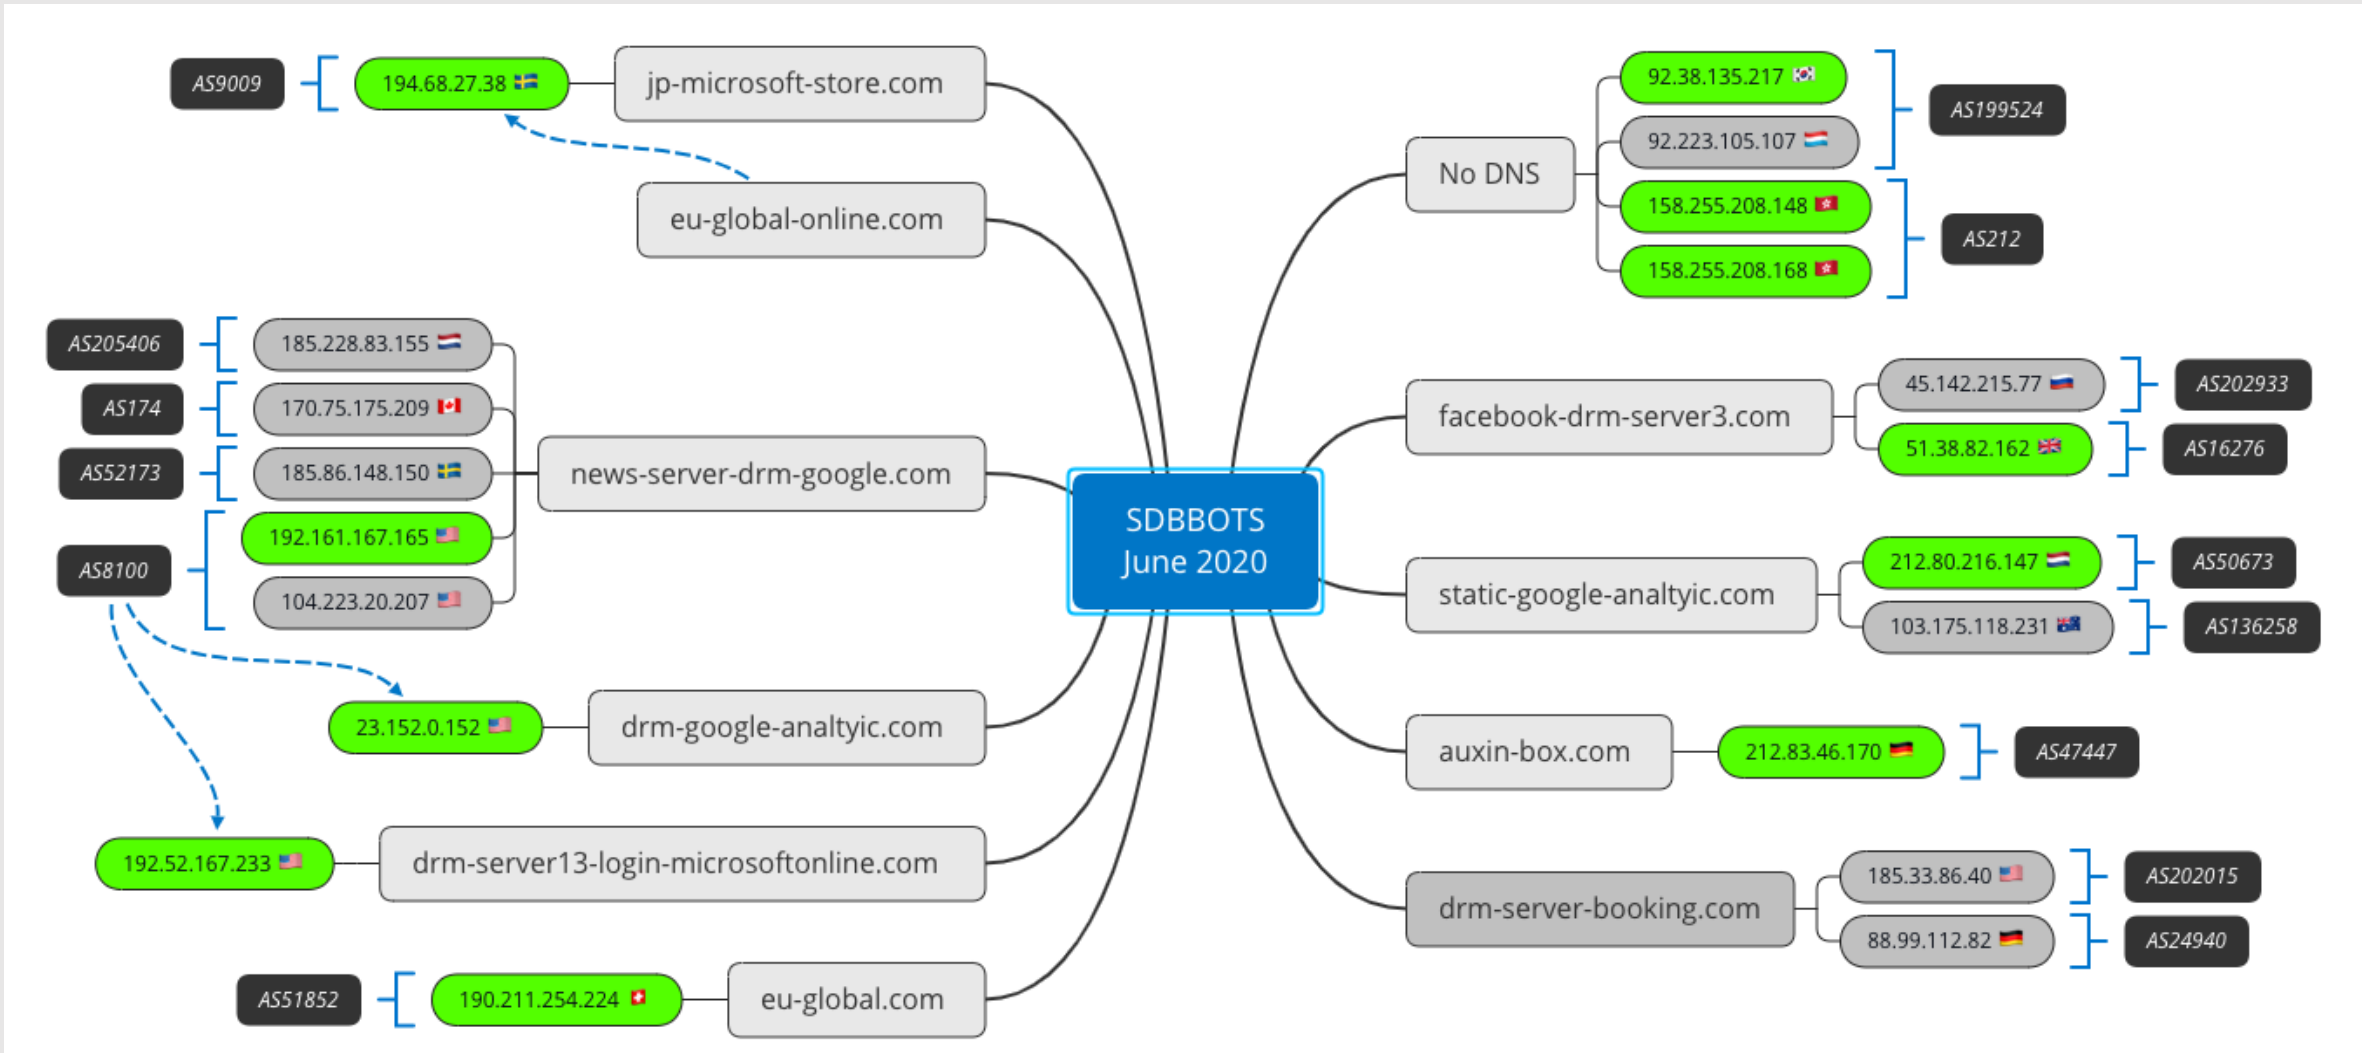 AS9009
194.68.27.38
jp-microsoft-store.com
eu-global-online.com
AS205406
185.228.83.155
AS174
170.75.175.209
AS52173
185.86.148.150
news-server-drm-google.com
192.161.167.165
AS8100
104.223.20.207
23.152.0.152
drm-google-analtyic.com
192.52.167.233
drm-server13-login-microsoftonline.com
AS51852
190.211.254.224
eu-global.com
SDBBOTS
June 2020
No DNS
92.38.135.217
92.223.105.107
AS199524
158.255.208.148
158.255.208.168
AS212
facebook-drm-server3.com
45.142.215.77
AS202933
51.38.82.162
AS16276
static-google-analtyic.com
212.80.216.147
AS50673
103.175.118.231
AS136258
auxin-box.com
212.83.46.170
AS47447
drm-server-booking.com
185.33.86.40
AS202015
88.99.112.82
AS24940